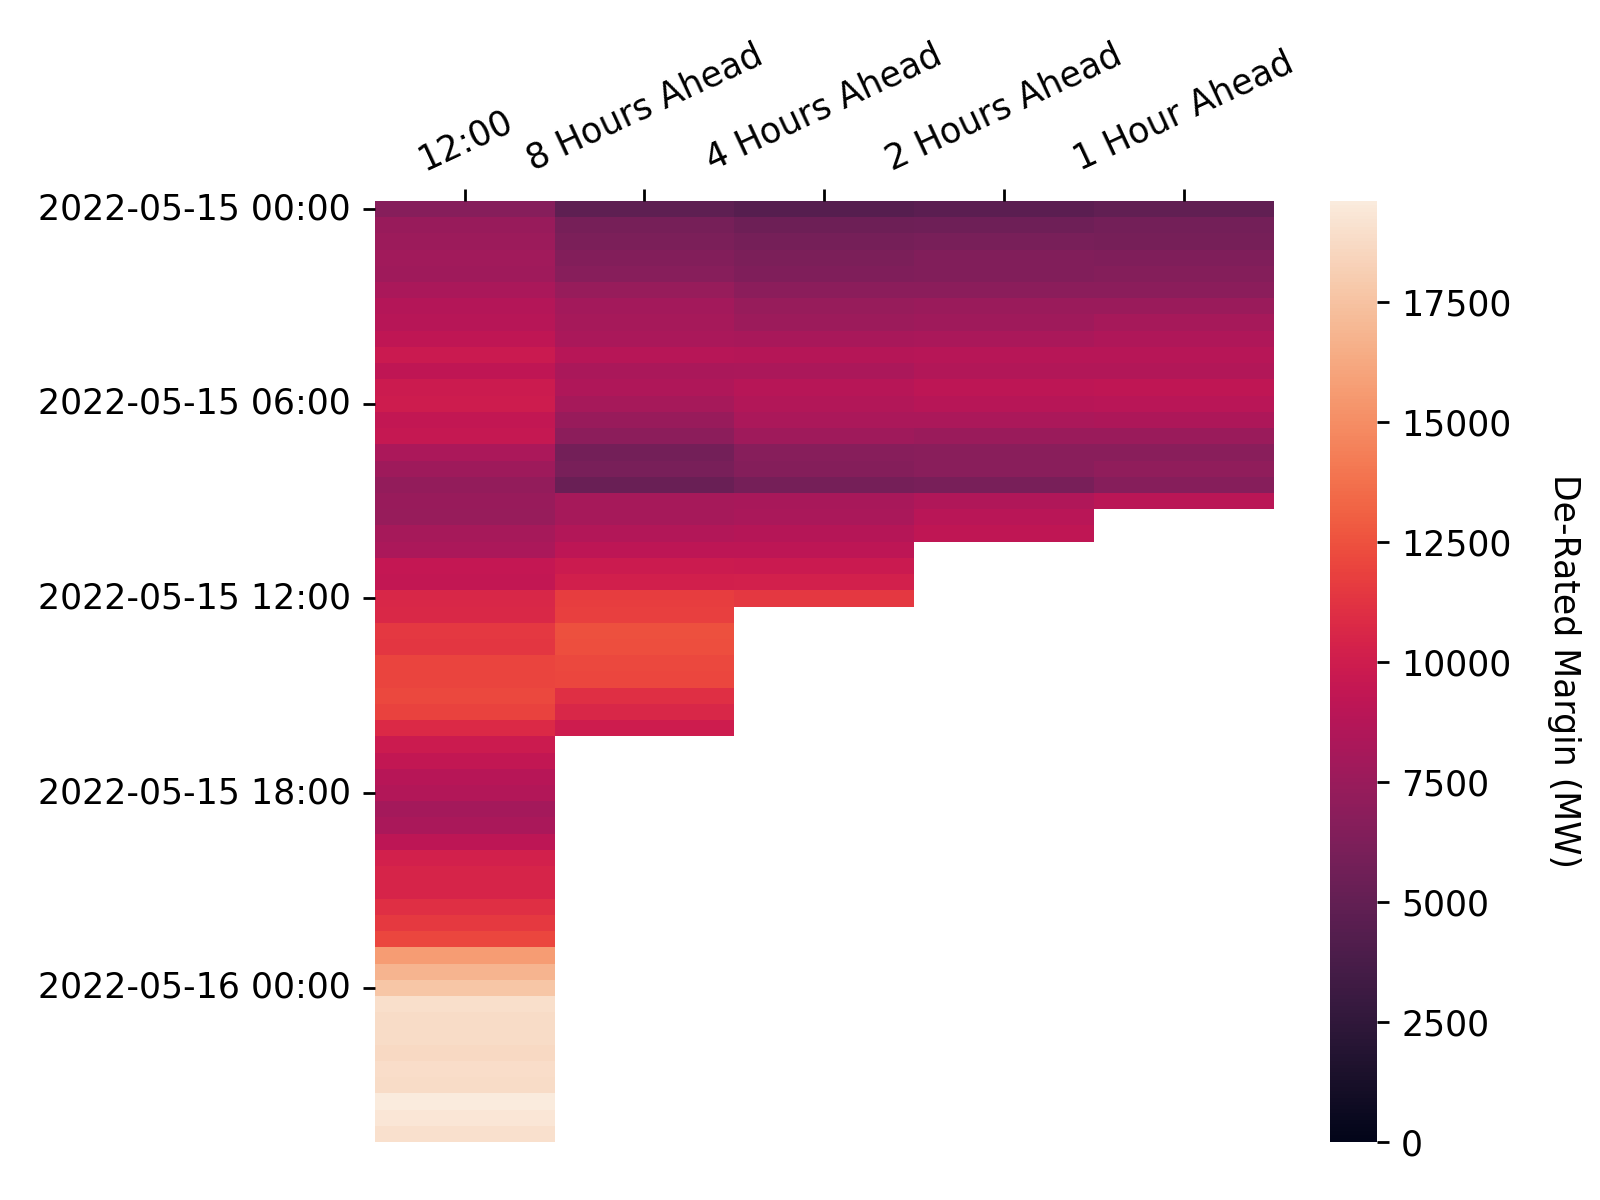 12:00
8 Hours Ahead
4 Hours Ahead
2 Hours Ahead
1 Hour Ahead
2022-05-15 00:00
2022-05-15 06:00
2022-05-15 12:00
2022-05-15 18:00
2022-05-16 00:00
17500
15000
12500
10000
7500
5000
2500
0
De-Rated Margin (MW)